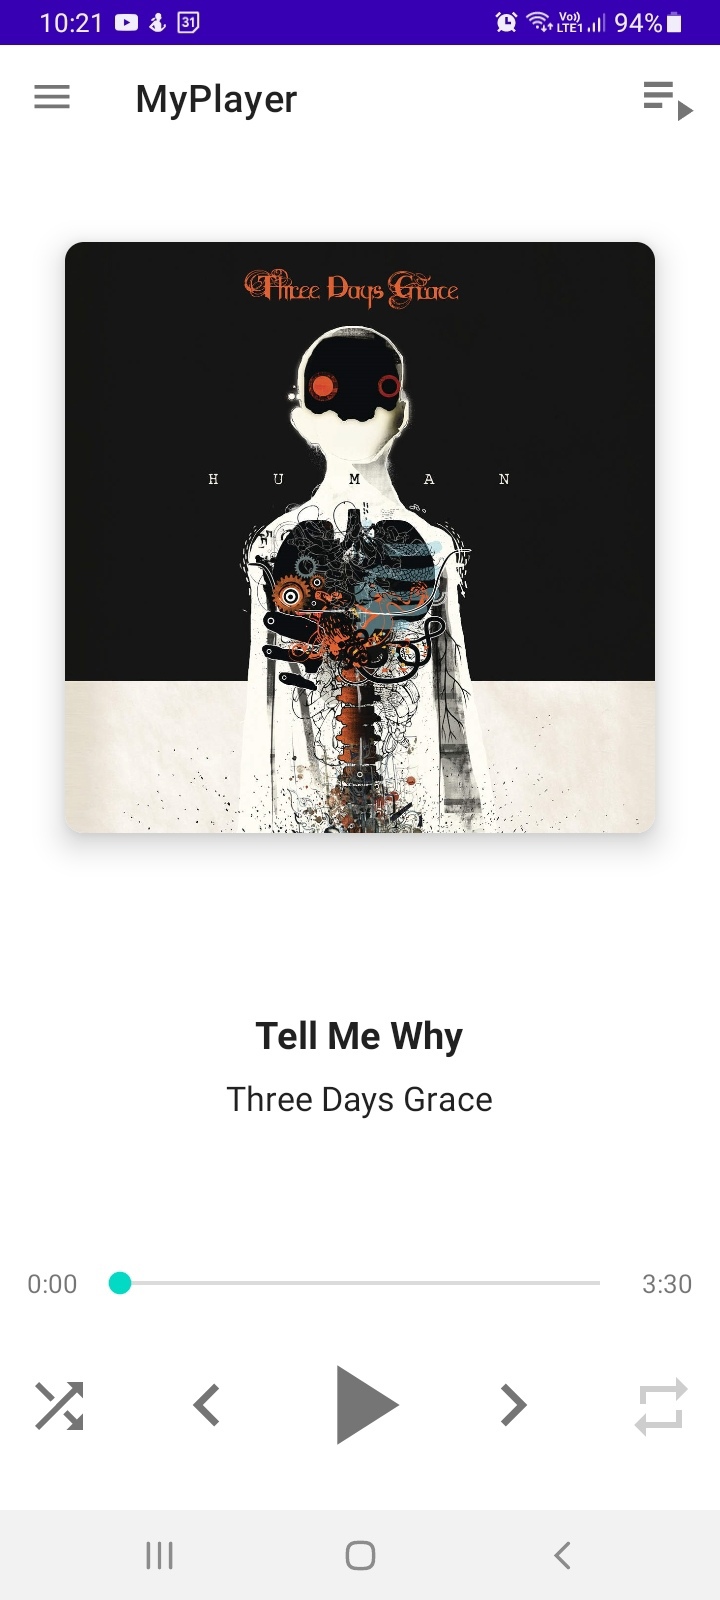 10:21 31 Vo)) LTE1 94%
MyPlayer
Three Days Grace
H U M A N
Tell Me Why
Three Days Grace
0:00 3:30